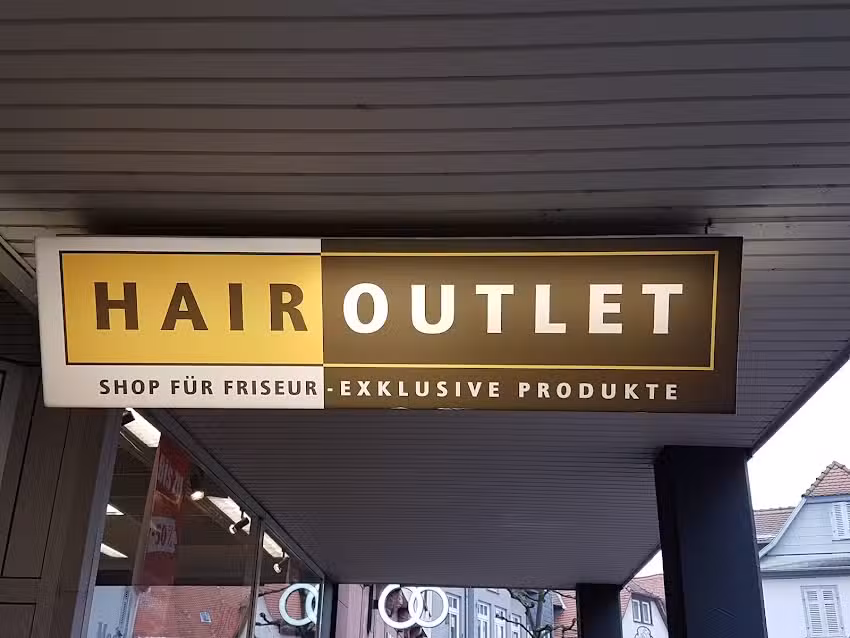 HAIR OUTLET
SHOP FÜR FRISEUR-EXKLUSIVE PRODUKTE